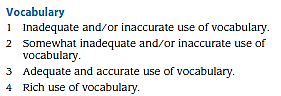 Vocabulary
1 Inadequate and/or inaccurate use of vocabulary.
2 Somewhat inadequate and/or inaccurate use of
vocabulary.
3 Adequate and accurate use of vocabulary.
4 Rich use of vocabulary.